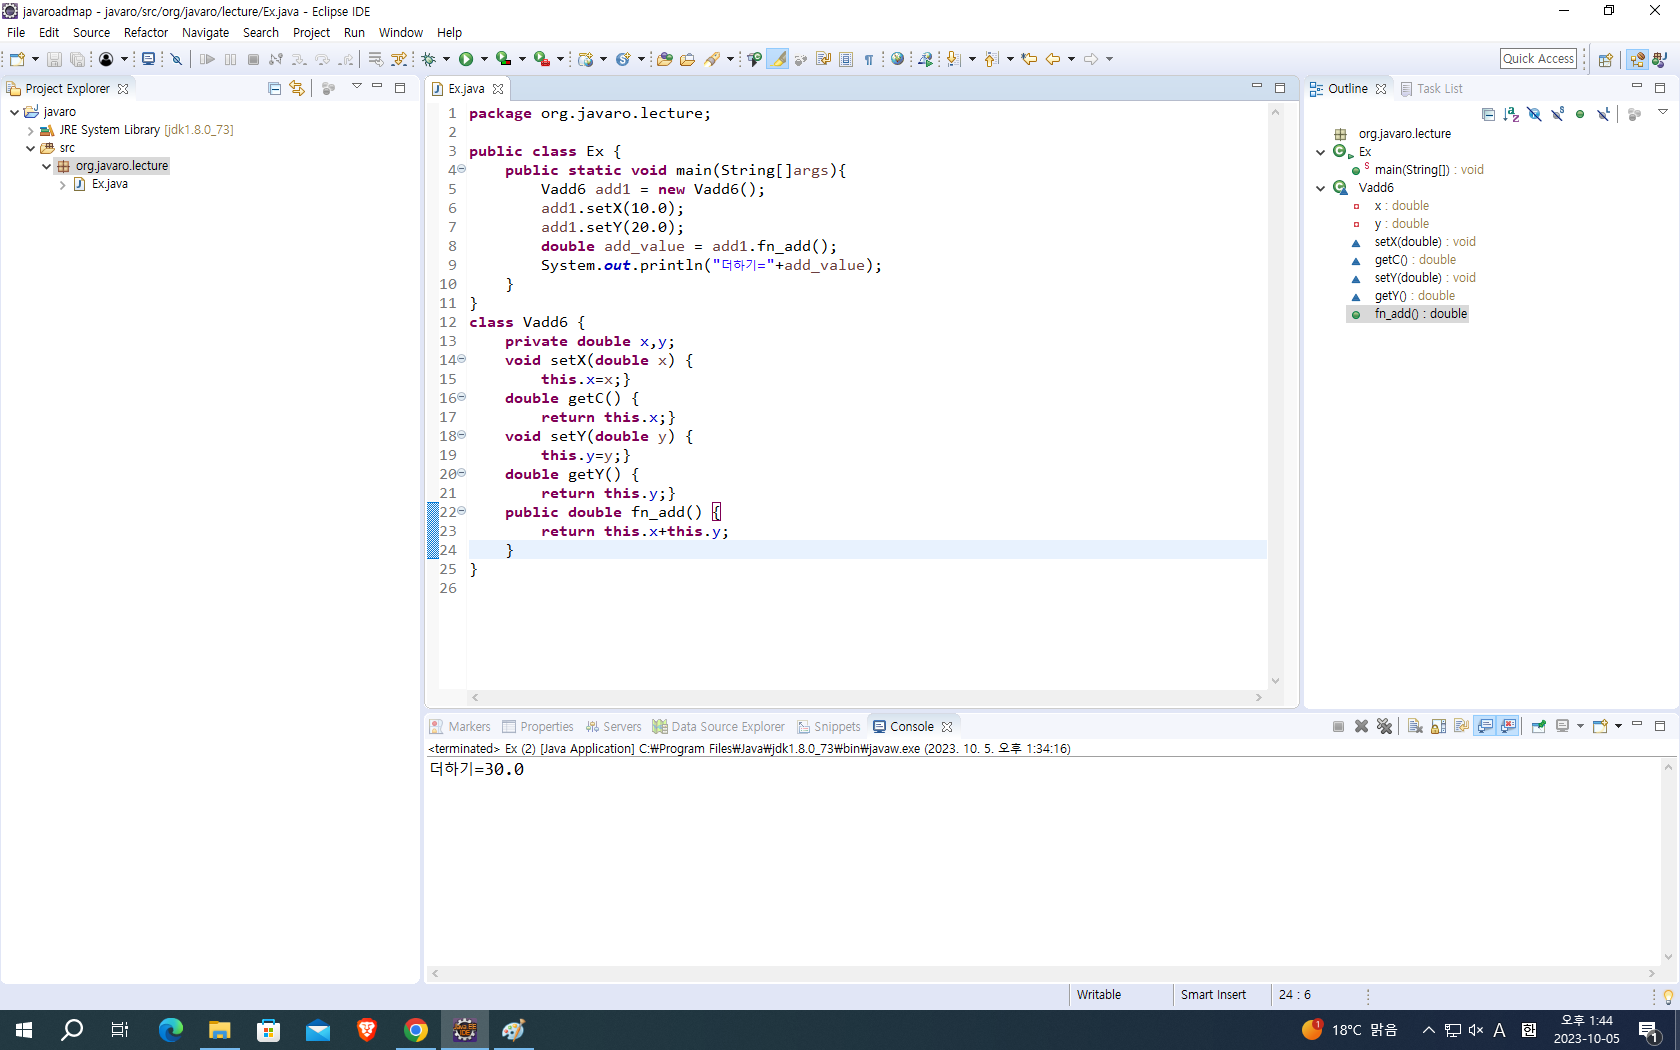 javaroadmap - javaro/src/org/javaro/lecture/Ex.java - Eclipse IDE
File Edit Source Refactor Navigate Search Project Run Window Help
Quick Access
Project Explorer
javaro
JRE System Library [jdk1.8.0_73]
src
org.javaro.lecture
Ex.java
Ex.java
1 package org.javaro.lecture;
2
3 public class Ex {
4 public static void main(String[]args){
5 Vadd6 add1 = new Vadd6();
6 add1.setX(10.0);
7 add1.setY(20.0);
8 double add_value = add1.fn_add();
9 System.out.println("더하기="+add_value);
10 }
11 }
12 class Vadd6 {
13 private double x,y;
14 void setX(double x) {
15 this.x=x;}
16 double getC() {
17 return this.x;}
18 void setY(double y) {
19 this.y=y;}
20 double getY() {
21 return this.y;}
22 public double fn_add() {
23 return this.x+this.y;
24 }
25 }
26
Outline Task List
org.javaro.lecture
Ex
main(String[]) : void
Vadd6
x : double
y : double
setX(double) : void
getC() : double
setY(double) : void
getY() : double
fn_add() : double
Markers Properties Servers Data Source Explorer Snippets Console
<terminated> Ex (2) [Java Application] C:₩Program Files₩Java₩jdk1.8.0_73₩bin₩javaw.exe (2023. 10. 5. 오후 1:34:16)
더하기=30.0
Writable Smart Insert 24 : 6
1 18°C 맑음 A 한 오후 1:44
2023-10-05 1